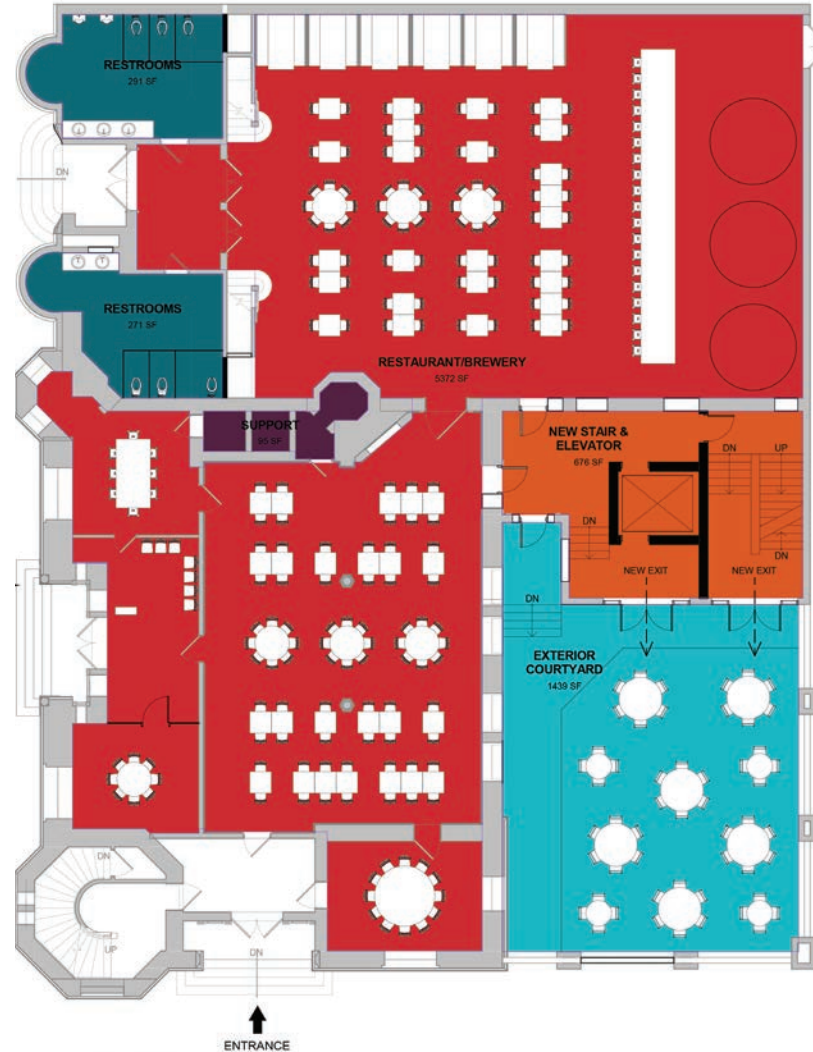 RESTROOMS
291 SF
DN
RESTROOMS
271 SF
RESTAURANT/BREWERY
5372 SF
SUPPORT
95 SF
NEW STAIR &
ELEVATOR
676 SF
DN
UP
DN
DN
NEW EXIT
NEW EXIT
DN
EXTERIOR
COURTYARD
1439 SF
DN
UP
DN
ENTRANCE